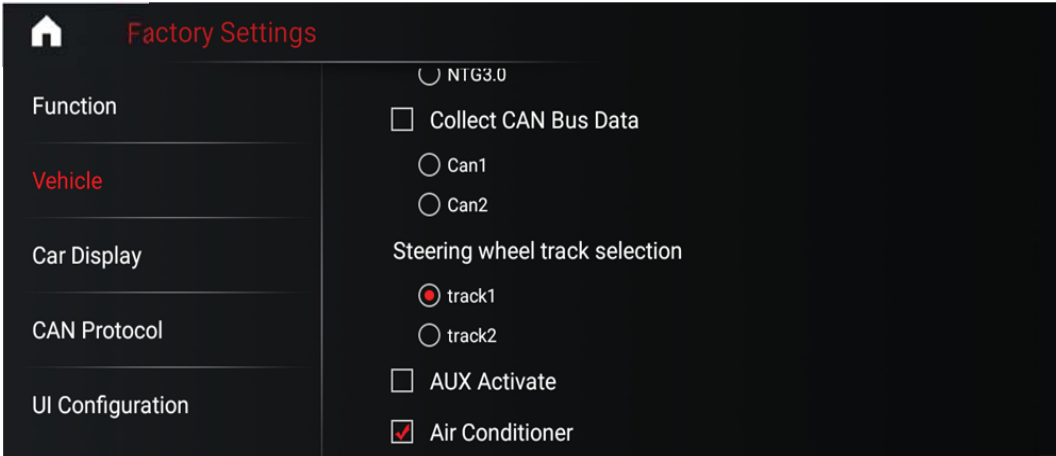 Factory Settings
Function
Vehicle
Car Display
CAN Protocol
UI Configuration
NTG3.0
Collect CAN Bus Data
Can1
Can2
Steering wheel track selection
track1
track2
AUX Activate
Air Conditioner